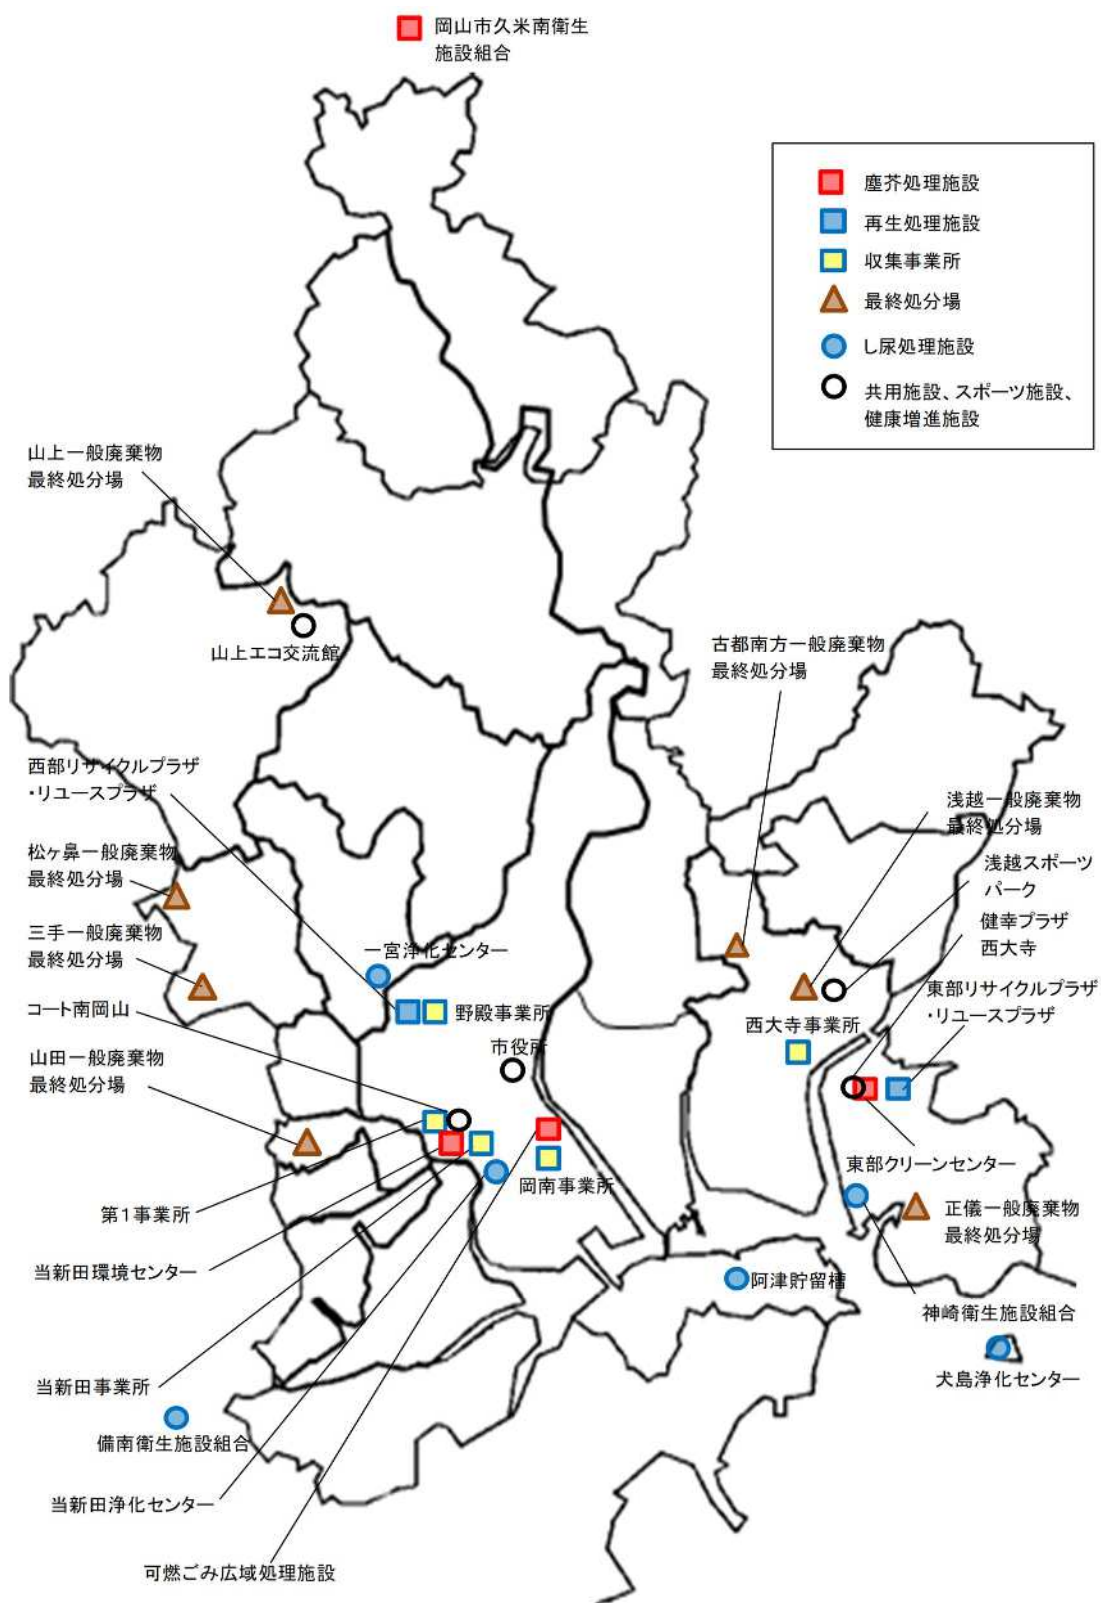 岡山市久米南衛生
施設組合
塵芥処理施設
再生処理施設
収集事業所
最終処分場
し尿処理施設
共用施設、スポーツ施設、
健康増進施設
山上一般廃棄物
最終処分場
山上エコ交流館
古都南方一般廃棄物
最終処分場
西部リサイクルプラザ
・リユースプラザ
浅越一般廃棄物
最終処分場
松ヶ鼻一般廃棄物
最終処分場
浅越スポーツ
パーク
健幸プラザ
西大寺
三手一般廃棄物
最終処分場
一宮浄化センター
東部リサイクルプラザ
・リユースプラザ
コート南岡山
野殿事業所
西大寺事業所
市役所
山田一般廃棄物
最終処分場
東部クリーンセンター
岡南事業所
第1事業所
正儀一般廃棄物
最終処分場
当新田環境センター
阿津貯留槽
神崎衛生施設組合
犬島浄化センター
当新田事業所
備南衛生施設組合
当新田浄化センター
可燃ごみ広域処理施設